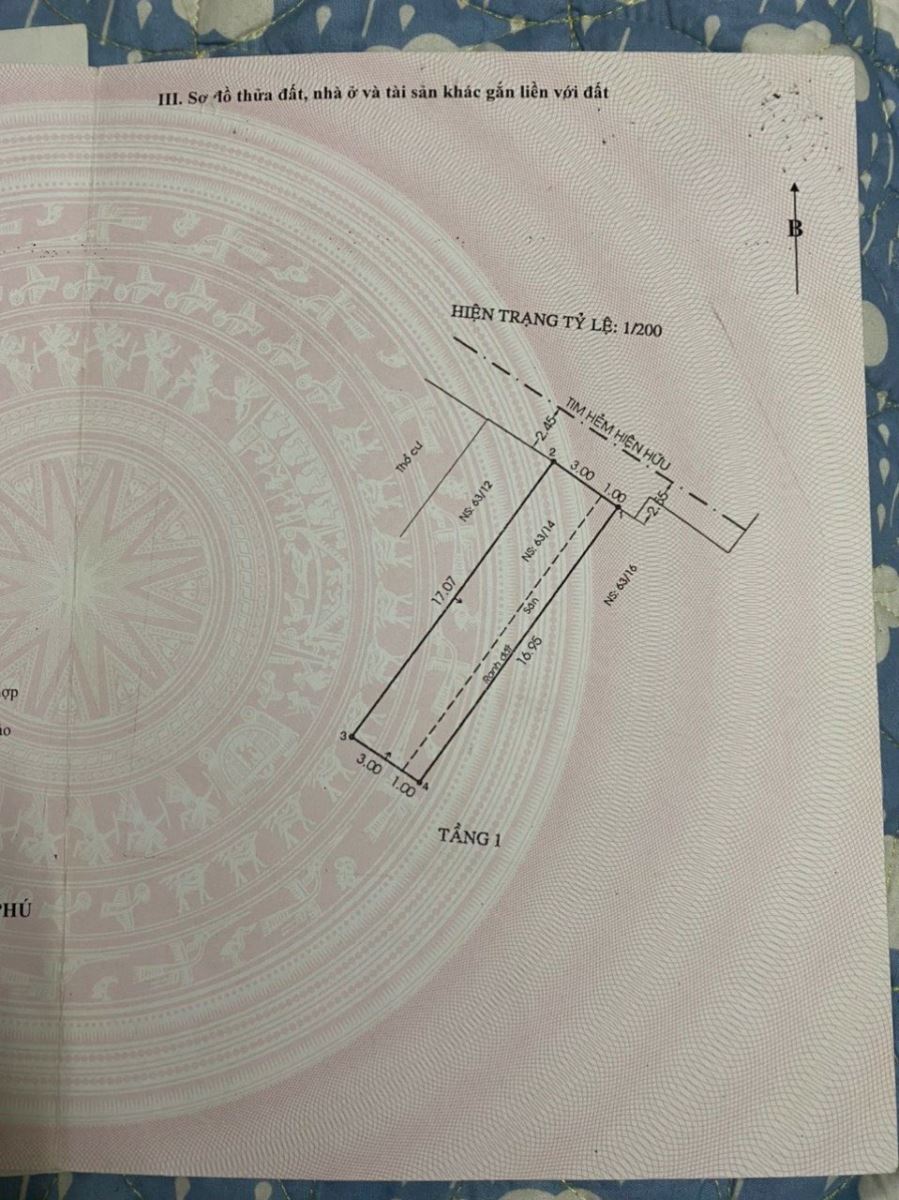 III. Sơ đồ thửa đất, nhà ở và tài sản khác gắn liền với đất
B
HIỆN TRẠNG TỶ LỆ: 1/200
TIM HẺM HIỆN HỮU
2.45
2
3.00
1.00
1
2.65
Thổ cư
NS: 63/12
NS: 63/14
NS: 63/16
17.07
Sân
Ranh đất
16.95
3
3.00
1.00
4
TẦNG 1
PHÚ